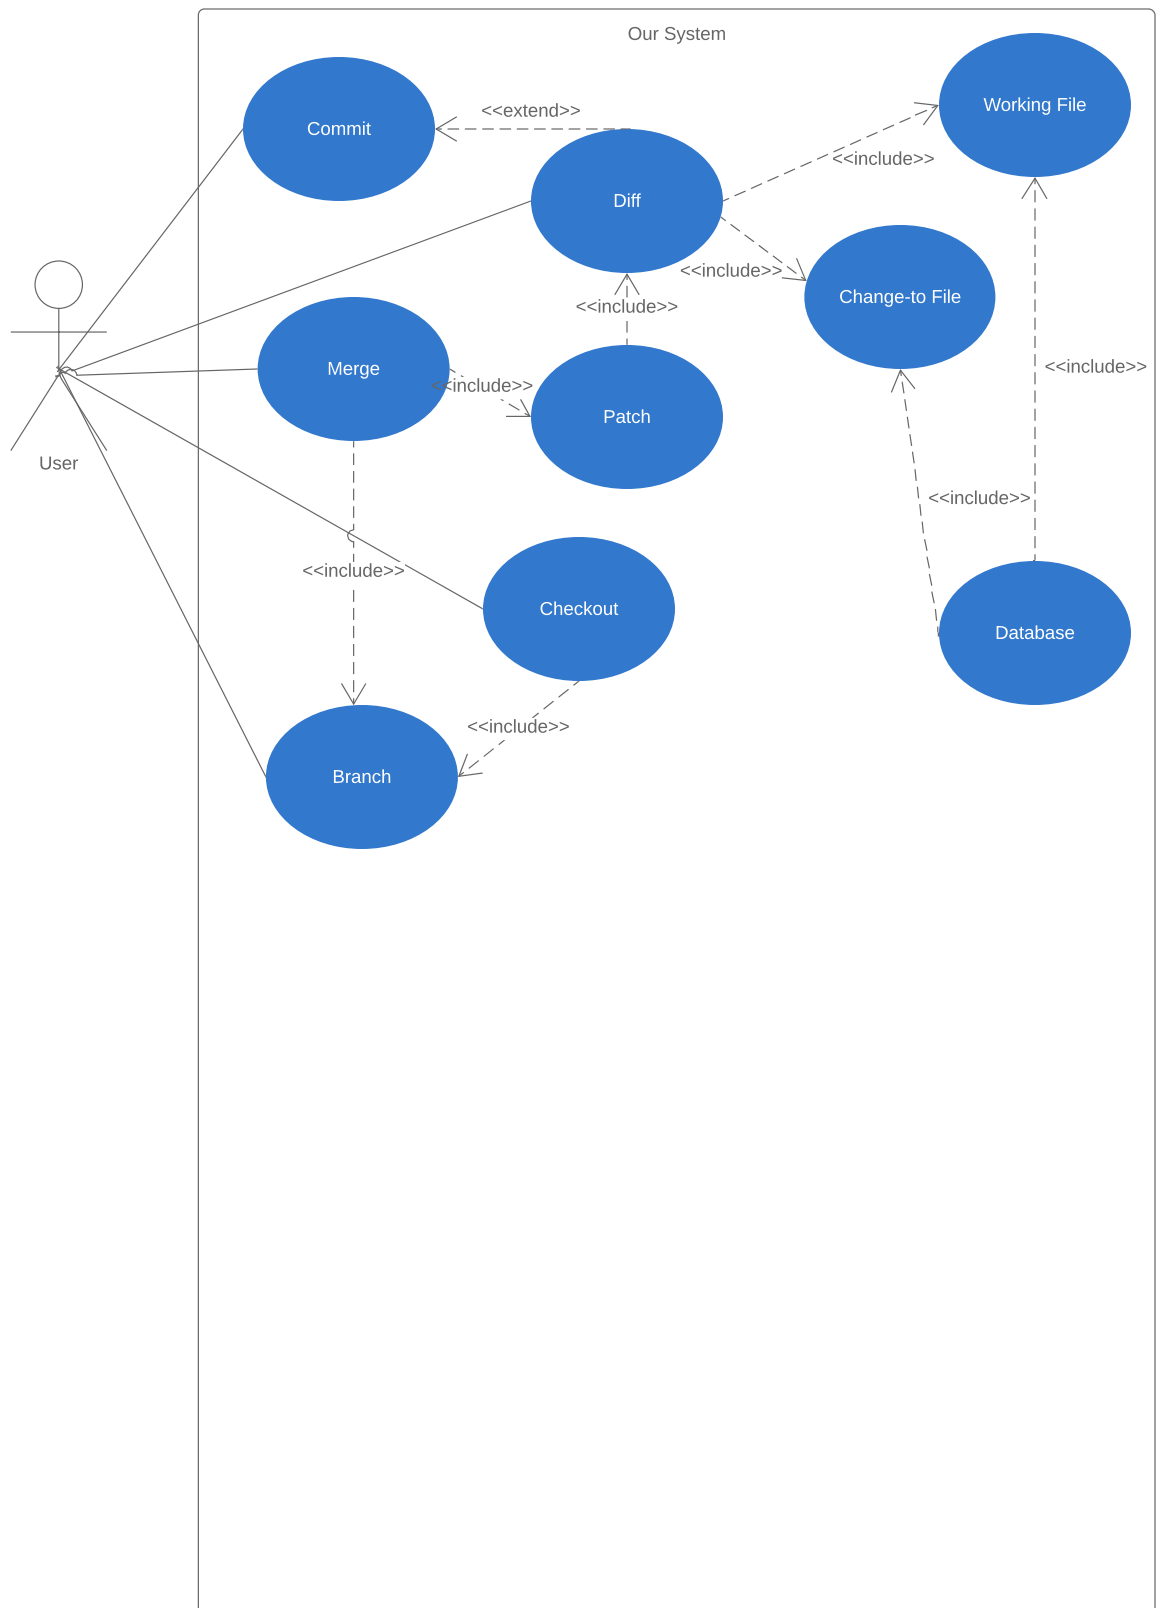 Our System
Working File
<<extend>>
Commit
<<include>>
Diff
<<include>>
Change-to File
<<include>>
Merge
<<include>>
<<include>>
Patch
User
<<include>>
<<include>>
Checkout
Database
<<include>>
Branch